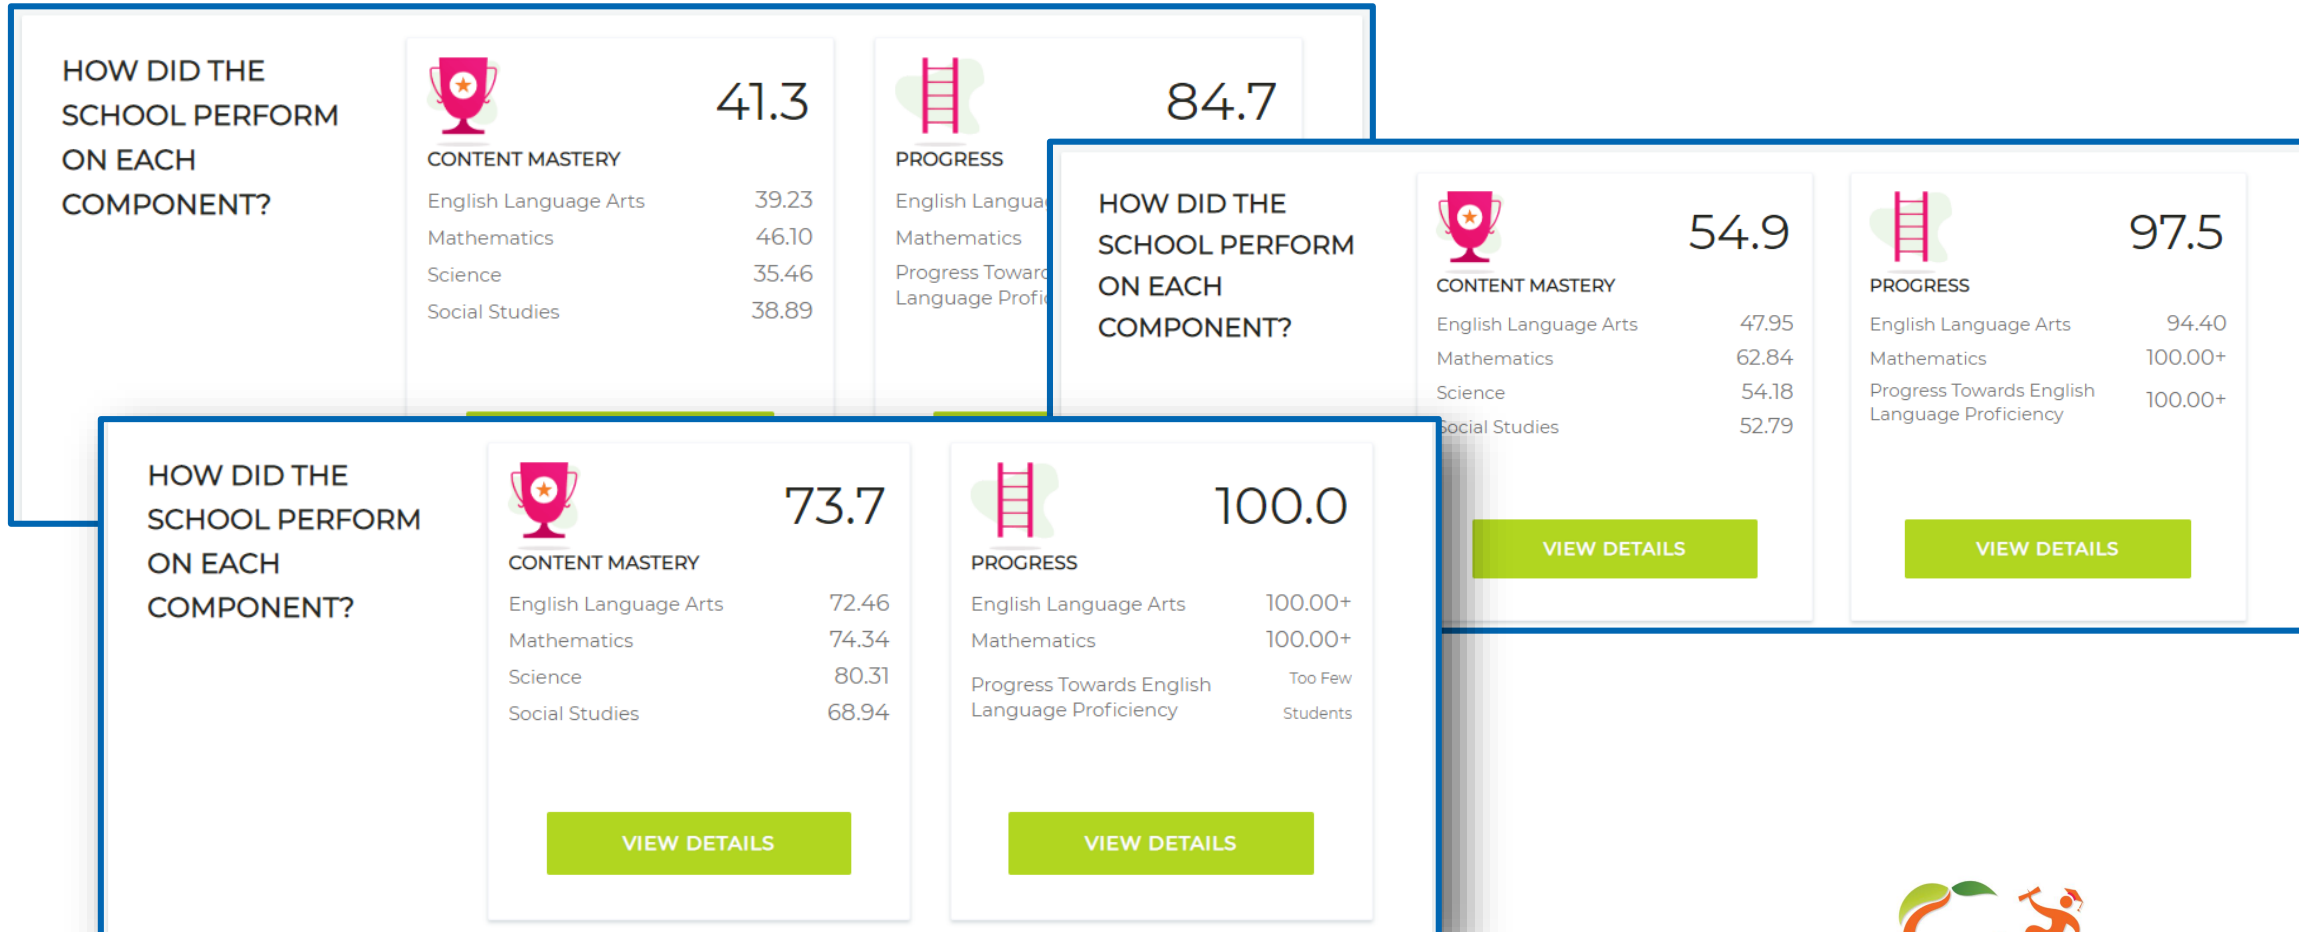 HOW DID THE
SCHOOL PERFORM
ON EACH
COMPONENT?
41.3
CONTENT MASTERY
English Language Arts 39.23
Mathematics 46.10
Science 35.46
Social Studies 38.89
84.7
PROGRESS
English
Mathematics
Progress
Language
HOW DID THE
SCHOOL PERFORM
ON EACH
COMPONENT?
54.9
CONTENT MASTERY
English Language Arts 47.95
Mathematics 62.84
Science 54.18
Social Studies 52.79
VIEW DETAILS
97.5
PROGRESS
English Language Arts 94.40
Mathematics 100.00+
Progress Towards English
Language Proficiency 100.00+
VIEW DETAILS
HOW DID THE
SCHOOL PERFORM
ON EACH
COMPONENT?
73.7
CONTENT MASTERY
English Language Arts 72.46
Mathematics 74.34
Science 80.31
Social Studies 68.94
VIEW DETAILS
100.0
PROGRESS
English Language Arts 100.00+
Mathematics 100.00+
Progress Towards English Too Few
Language Proficiency Students
VIEW DETAILS